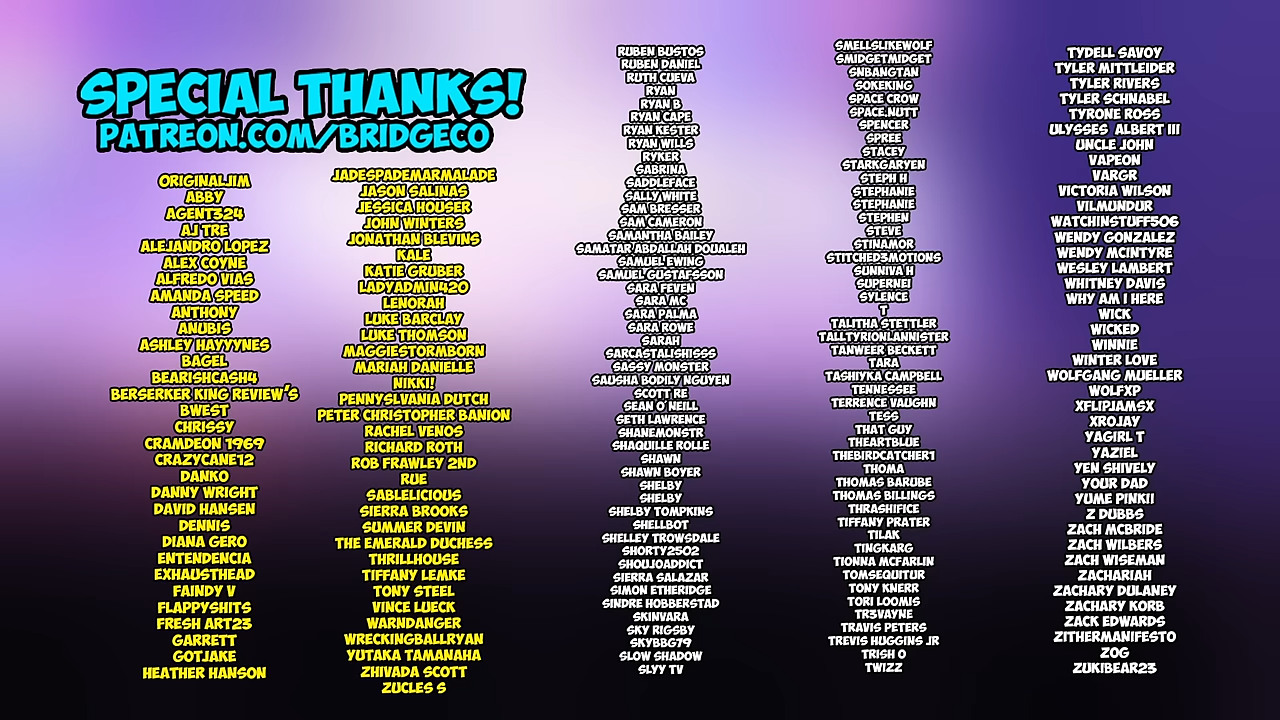 SPECIAL THANKS!
PATREON.COM/BRIDGECO
ORIGINALJIM
ABBY
AGENT324
AJ TRE
ALEJANDRO LOPEZ
ALEX COYNE
ALFREDO VIAS
AMANDA SPEED
ANTHONY
ANUBIS
ASHLEY HAYYYNES
BAGEL
BEARISHCASH4
BERSERKER KING REVIEW'S
BWEST
CHRISSY
CRAMDEON 1969
CRAZYCANE12
DANKO
DANNY WRIGHT
DAVID HANSEN
DENNIS
DIANA GERO
ENTENDENCIA
EXHAUSTHEAD
FAINDY V
FLAPPYSHITS
FRESH ART23
GARRETT
GOTJAKE
HEATHER HANSON
JADESPADEMARMALADE
JASON SALINAS
JESSICA HOUSER
JOHN WINTERS
JONATHAN BLEVINS
KALE
KATIE GRUBER
LADYADMIN420
LENORAH
LUKE BARCLAY
LUKE THOMSON
MAGGIESTORMBORN
MARIAH DANIELLE
NIKKI!
PENNYSLVANIA DUTCH
PETER CHRISTOPHER BANION
RACHEL VENOS
RICHARD ROTH
ROB FRAWLEY 2ND
RUE
SABLELICIOUS
SIERRA BROOKS
SUMMER DEVIN
THE EMERALD DUCHESS
THRILLHOUSE
TIFFANY LEMKE
TONY STEEL
VINCE LUECK
WARNDANGER
WRECKINGBALLRYAN
YUTAKA TAMANAHA
ZHIVADA SCOTT
ZUCLES S
RUBEN BUSTOS
RUBEN DANIEL
RUTH CUEVA
RYAN
RYAN B
RYAN CAPE
RYAN KESTER
RYAN WILLS
RYKER
SABRINA
SADDLEFACE
SALLY WHITE
SAM BRESSER
SAM CAMERON
SAMANTHA BAILEY
SAMATAR ABDALLAH DOUALEH
SAMUEL EWING
SAMUEL GUSTAFSSON
SARA FEVEN
SARA MC
SARA PALMA
SARA ROWE
SARAH
SARCASTALISHISSS
SASSY MONSTER
SAUSHA BODILY NGUYEN
SCOTT RE
SEAN O'NEILL
SETH LAWRENCE
SHANEMONSTR
SHAQUILLE ROLLE
SHAWN
SHAWN BOYER
SHELBY
SHELBY
SHELBY TOMPKINS
SHELLBOT
SHELLEY TROWSDALE
SHORTY2502
SHOUJOADDICT
SIERRA SALAZAR
SIMON ETHERIDGE
SINDRE HOBBERSTAD
SKINVARA
SKY RIGSBY
SKYBBG79
SLOW SHADOW
SLYY TV
SMELLSLIKEWOLF
SMIDGETMIDGET
SNBANGTAN
SOKEKING
SPACE CROW
SPACE.NUTT
SPENCER
SPREE
STACEY
STARKGARYEN
STEPH H
STEPHANIE
STEPHANIE
STEPHEN
STEVE
STINAMOR
STITCHED3MOTIONS
SUNNIVA H
SUPERNEI
SYLENCE
T
TALITHA STETTLER
TALLTYRIONLANNISTER
TANWEER BECKETT
TARA
TASHIYKA CAMPBELL
TENNESSEE
TERRENCE VAUGHN
TESS
THAT GUY
THEARTBLUE
THEBIRDCATCHER1
THOMA
THOMAS BARUBE
THOMAS BILLINGS
THRASHIFICE
TIFFANY PRATER
TILAK
TINGKARG
TIONNA MCFARLIN
TOMSEQUITUR
TONY KNERR
TORI LOOMIS
TR3VAYNE
TRAVIS PETERS
TREVIS HUGGINS JR
TRISH O
TWIZZ
TYDELL SAVOY
TYLER MITTLEIDER
TYLER RIVERS
TYLER SCHNABEL
TYRONE ROSS
ULYSSES ALBERT III
UNCLE JOHN
VAPEON
VARGR
VICTORIA WILSON
VILMUNDUR
WATCHINSTUFF506
WENDY GONZALEZ
WENDY MCINTYRE
WESLEY LAMBERT
WHITNEY DAVIS
WHY AM I HERE
WICK
WICKED
WINNIE
WINTER LOVE
WOLFGANG MUELLER
WOLFXP
XFLIPJAMSX
XROJAY
YAGIRL T
YAZIEL
YEN SHIVELY
YOUR DAD
YUME PINKII
Z DUBBS
ZACH MCBRIDE
ZACH WILBERS
ZACH WISEMAN
ZACHARIAH
ZACHARY DULANEY
ZACHARY KORB
ZACK EDWARDS
ZITHERMANIFESTO
ZOG
ZUKIBEAR23